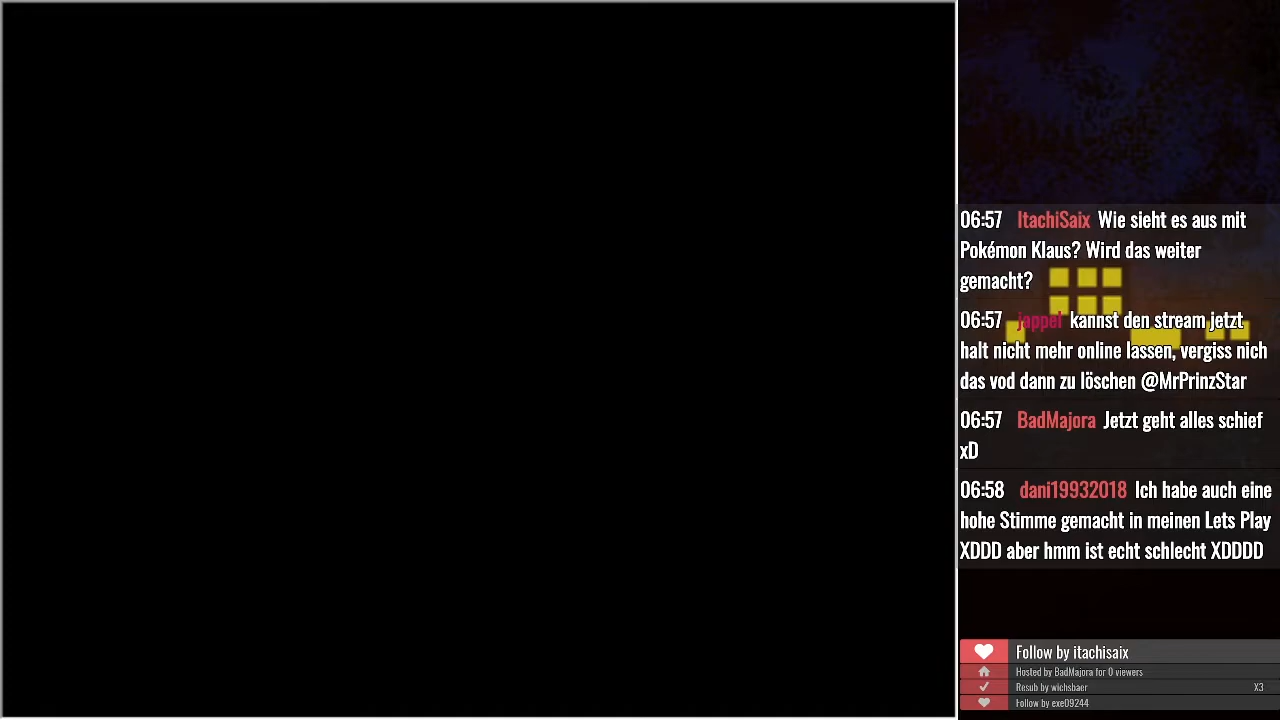 06:57 ItachiSaix Wie sieht es aus mit
Pokémon Klaus? Wird das weiter
gemacht?
06:57 joppel kannst den stream jetzt
halt nicht mehr online lassen, vergiss nich
das vod dann zu löschen @MrPrinzStar
06:57 BadMajora Jetzt geht alles schief
xD
06:58 dani19932018 Ich habe auch eine
hohe Stimme gemacht in meinen Lets Play
XDDD aber hmm ist echt schlecht XDDDD
Follow by itachisaix
Hosted by BadMajora for 0 viewers
Resub by wichsbaer X3
Follow by exe09244